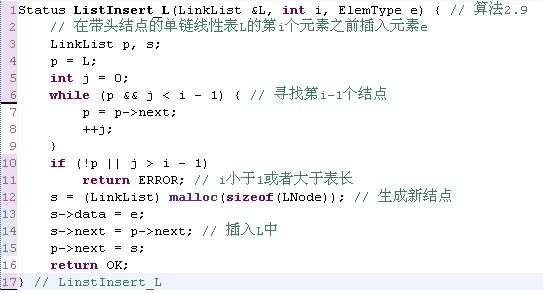 1 Status ListInsert_L(LinkList &L, int i, ElemType e) { // 算法2.9
2 // 在带头结点的单链线性表L的第i个元素之前插入元素e
3 LinkList p, s;
4 p = L;
5 int j = 0;
6 while (p && j < i - 1) { // 寻找第i-1个结点
7 p = p->next;
8 ++j;
9 }
10 if (!p || j > i - 1)
11 return ERROR; // i小于1或者大于表长
12 s = (LinkList) malloc(sizeof(LNode)); // 生成新结点
13 s->data = e;
14 s->next = p->next; // 插入L中
15 p->next = s;
16 return OK;
17 } // LinstInsert_L